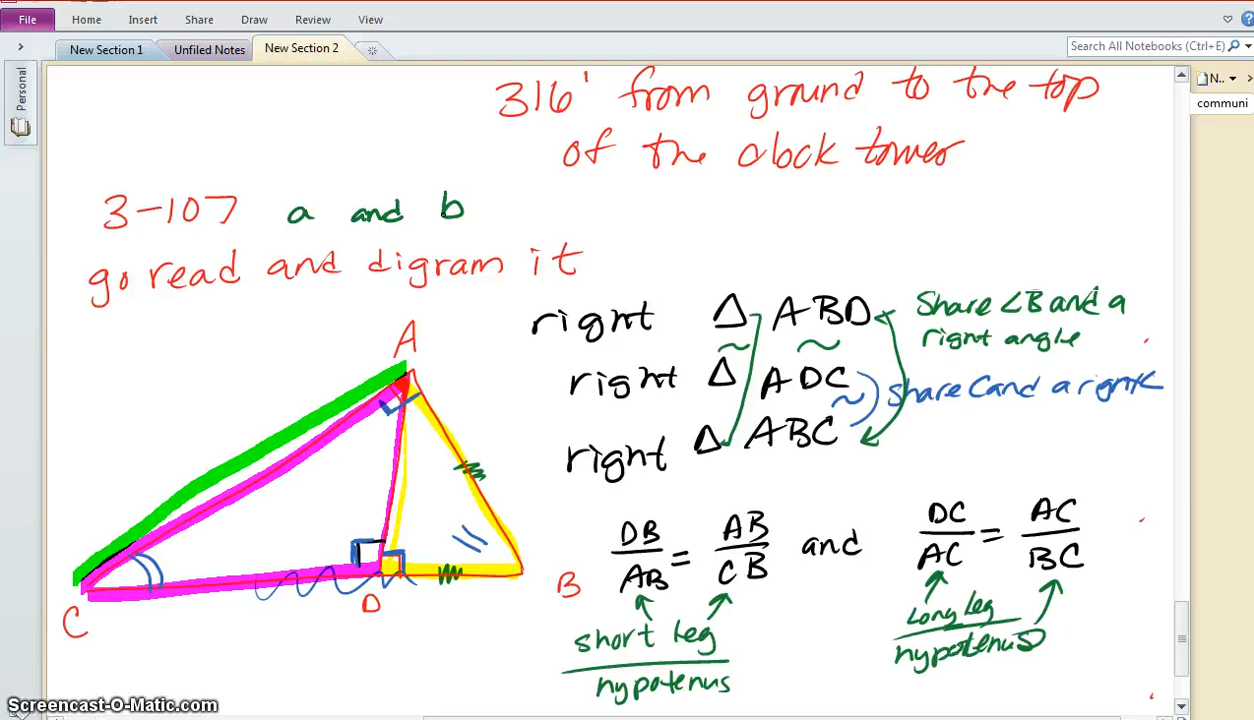 File Home Insert Share Draw Review View
New Section 1 Unfiled Notes New Section 2
Search All Notebooks (Ctrl+E)
Personal
N..
communi
316' from ground to the top
of the clock tower
3-107 a and b
go read and digram it
right Δ ABD
Share ∠B and a
right angle
~ ~
right Δ ADC
share C and a right ∠
~
right Δ ABC
A
C
D
B
DB/AB = AB/CB and DC/AC = AC/BC
short leg
hypotenus
Long leg
hypotenus
Screencast-O-Matic.com